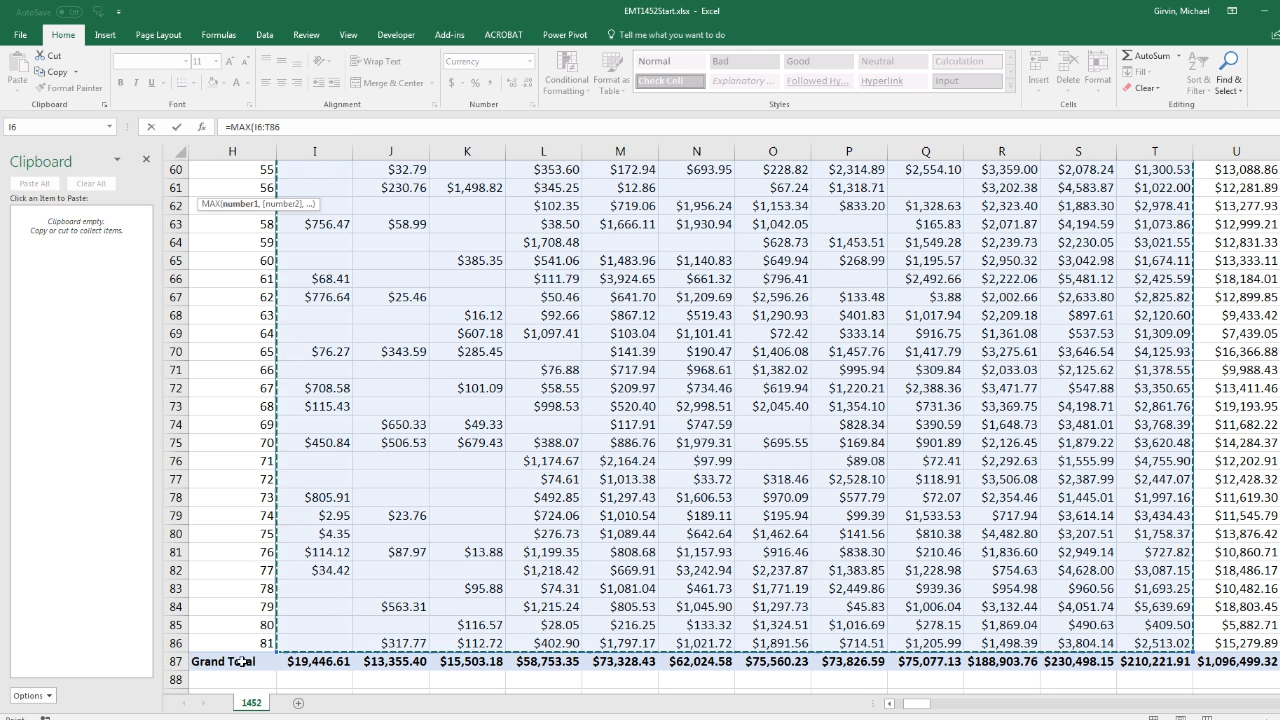 AutoSave Off EMT1452Start.xlsx - Excel Girvin, Michael
File Home Insert Page Layout Formulas Data Review View Developer Add-ins ACROBAT Power Pivot Tell me what you want to do
Cut Copy Format Painter Paste
11 A A B I U
Wrap Text Merge & Center
Currency $ % ,
Conditional Formatting Format as Table
Normal Bad Good Neutral Calculation
Check Cell Explanatory ... Followed Hy... Hyperlink Input
Insert Delete Format
AutoSum Fill Clear Sort & Filter Find & Select
Clipboard Font Alignment Number Styles Cells Editing
I6 fx =MAX(I6:T86
Clipboard
Paste All Clear All
Click an Item to Paste:
Clipboard empty.
Copy or cut to collect items.
MAX(number1, [number2], ...)
H I J K L M N O P Q R S T U
60 55 $32.79 $353.60 $172.94 $693.95 $228.82 $2,314.89 $2,554.10 $3,359.00 $2,078.24 $1,300.53 $13,088.86
61 56 $230.76 $1,498.82 $345.25 $12.86 $7.24 $1,318.71 $3,202.38 $4,583.87 $1,022.00 $12,281.89
62 $102.35 $719.06 $1,956.24 $1,153.34 $833.20 $1,328.63 $2,323.40 $1,883.30 $2,978.41 $13,277.93
63 58 $756.47 $58.99 $38.50 $1,666.11 $1,930.94 $1,042.03 $165.83 $2,071.87 $4,194.59 $1,073.86 $12,999.21
64 59 $1,708.48 $628.73 $1,453.51 $1,549.28 $2,239.73 $2,230.05 $3,021.55 $12,831.33
65 60 $385.35 $541.06 $1,483.96 $1,140.83 $649.94 $268.99 $1,195.57 $2,950.32 $3,042.98 $1,674.11 $13,333.11
66 61 $68.41 $111.79 $3,924.65 $661.32 $796.41 $2,492.66 $2,222.06 $5,481.12 $2,425.59 $18,184.01
67 62 $776.64 $25.46 $50.46 $641.70 $1,209.69 $2,596.26 $133.48 $3.88 $2,002.66 $2,633.80 $2,825.82 $12,899.85
68 63 $16.12 $92.66 $867.12 $519.43 $1,290.93 $401.83 $1,017.94 $2,209.18 $897.61 $2,120.60 $9,433.42
69 64 $607.18 $1,097.41 $103.04 $1,101.41 $72.42 $333.14 $916.75 $1,361.08 $537.53 $1,309.09 $7,439.05
70 65 $76.27 $343.59 $285.45 $141.39 $190.47 $1,406.08 $1,457.76 $1,417.79 $3,275.61 $3,646.54 $4,125.93 $16,366.88
71 66 $76.88 $717.94 $968.61 $1,382.02 $995.94 $309.84 $2,033.03 $2,125.62 $1,378.55 $9,988.43
72 67 $708.58 $101.09 $58.55 $209.97 $734.46 $619.94 $1,220.21 $2,388.36 $3,471.77 $547.88 $3,350.65 $13,411.46
73 68 $115.43 $998.53 $520.40 $2,998.51 $2,045.40 $1,354.10 $731.36 $3,369.75 $4,198.71 $2,861.76 $19,193.95
74 69 $650.33 $49.33 $117.91 $747.59 $828.34 $590.36 $1,648.73 $3,481.01 $3,768.39 $11,682.22
75 70 $450.84 $506.53 $679.43 $388.07 $886.76 $1,979.31 $695.55 $169.84 $901.89 $2,126.45 $1,879.22 $3,620.48 $14,284.37
76 71 $1,174.67 $2,164.24 $97.99 $89.08 $72.41 $2,292.63 $1,555.99 $4,755.90 $12,202.91
77 72 $74.61 $1,013.38 $33.72 $318.46 $2,528.10 $118.91 $3,506.08 $2,387.99 $2,447.07 $12,428.32
78 73 $805.91 $492.85 $1,297.43 $1,606.53 $970.09 $577.79 $72.07 $2,354.46 $1,445.01 $1,997.16 $11,619.30
79 74 $2.95 $23.76 $724.06 $1,010.54 $189.11 $195.94 $99.39 $1,533.53 $717.94 $3,614.14 $3,434.43 $11,545.79
80 75 $4.35 $276.73 $1,089.44 $642.64 $1,462.64 $141.56 $810.38 $4,482.80 $3,207.51 $1,758.37 $13,876.42
81 76 $114.12 $87.97 $13.88 $1,199.35 $808.68 $1,157.93 $916.46 $838.30 $210.46 $1,836.60 $2,949.14 $727.82 $10,860.71
82 77 $34.42 $1,218.42 $669.91 $3,242.94 $2,237.87 $1,383.85 $1,228.98 $754.63 $4,628.00 $3,087.15 $18,486.17
83 78 $95.88 $74.31 $1,081.04 $461.73 $1,771.19 $2,449.86 $939.36 $954.98 $960.56 $1,693.25 $10,482.16
84 79 $563.31 $1,215.24 $805.53 $1,045.90 $1,297.73 $45.83 $1,006.04 $3,132.44 $4,051.74 $5,639.69 $18,803.45
85 80 $116.57 $28.05 $216.25 $133.32 $1,324.51 $1,016.69 $278.15 $1,869.04 $490.63 $409.50 $5,882.71
86 81 $317.77 $112.72 $402.90 $1,797.17 $1,021.72 $1,891.56 $714.51 $1,205.99 $1,498.39 $3,804.14 $2,513.02 $15,279.89
87 Grand Total $19,446.61 $13,355.40 $15,503.18 $58,753.35 $73,328.43 $62,024.58 $75,560.23 $73,826.59 $75,077.13 $188,903.76 $230,498.15 $210,221.91 $1,096,499.32
88
Options
1452